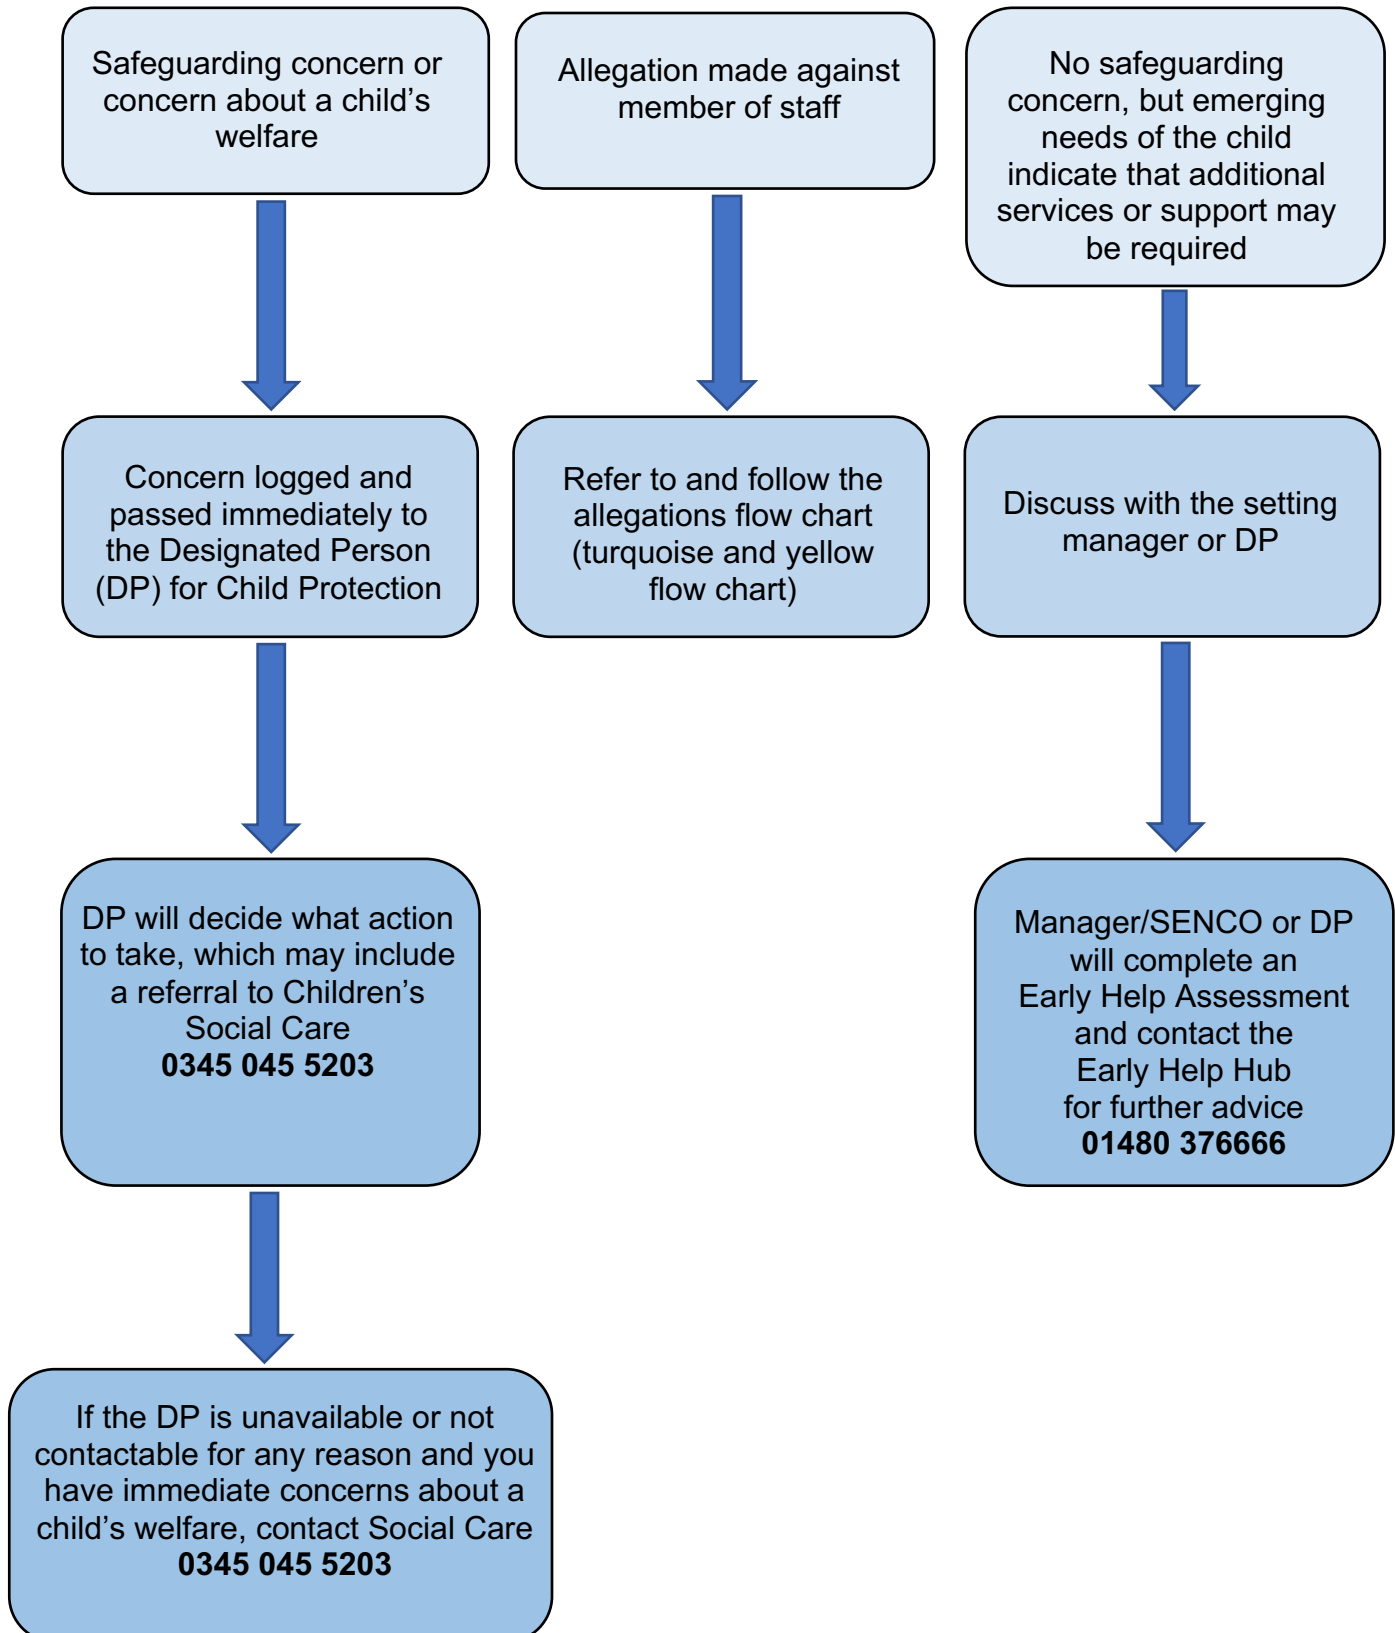 Safeguarding concern or
concern about a child’s
welfare
Concern logged and
passed immediately to
the Designated Person
(DP) for Child Protection
DP will decide what action
to take, which may include
a referral to Children’s
Social Care
0345 045 5203
If the DP is unavailable or not
contactable for any reason and you
have immediate concerns about a
child’s welfare, contact Social Care
0345 045 5203
Allegation made against
member of staff
Refer to and follow the
allegations flow chart
(turquoise and yellow
flow chart)
No safeguarding
concern, but emerging
needs of the child
indicate that additional
services or support may
be required
Discuss with the setting
manager or DP
Manager/SENCO or DP
will complete an
Early Help Assessment
and contact the
Early Help Hub
for further advice
01480 376666